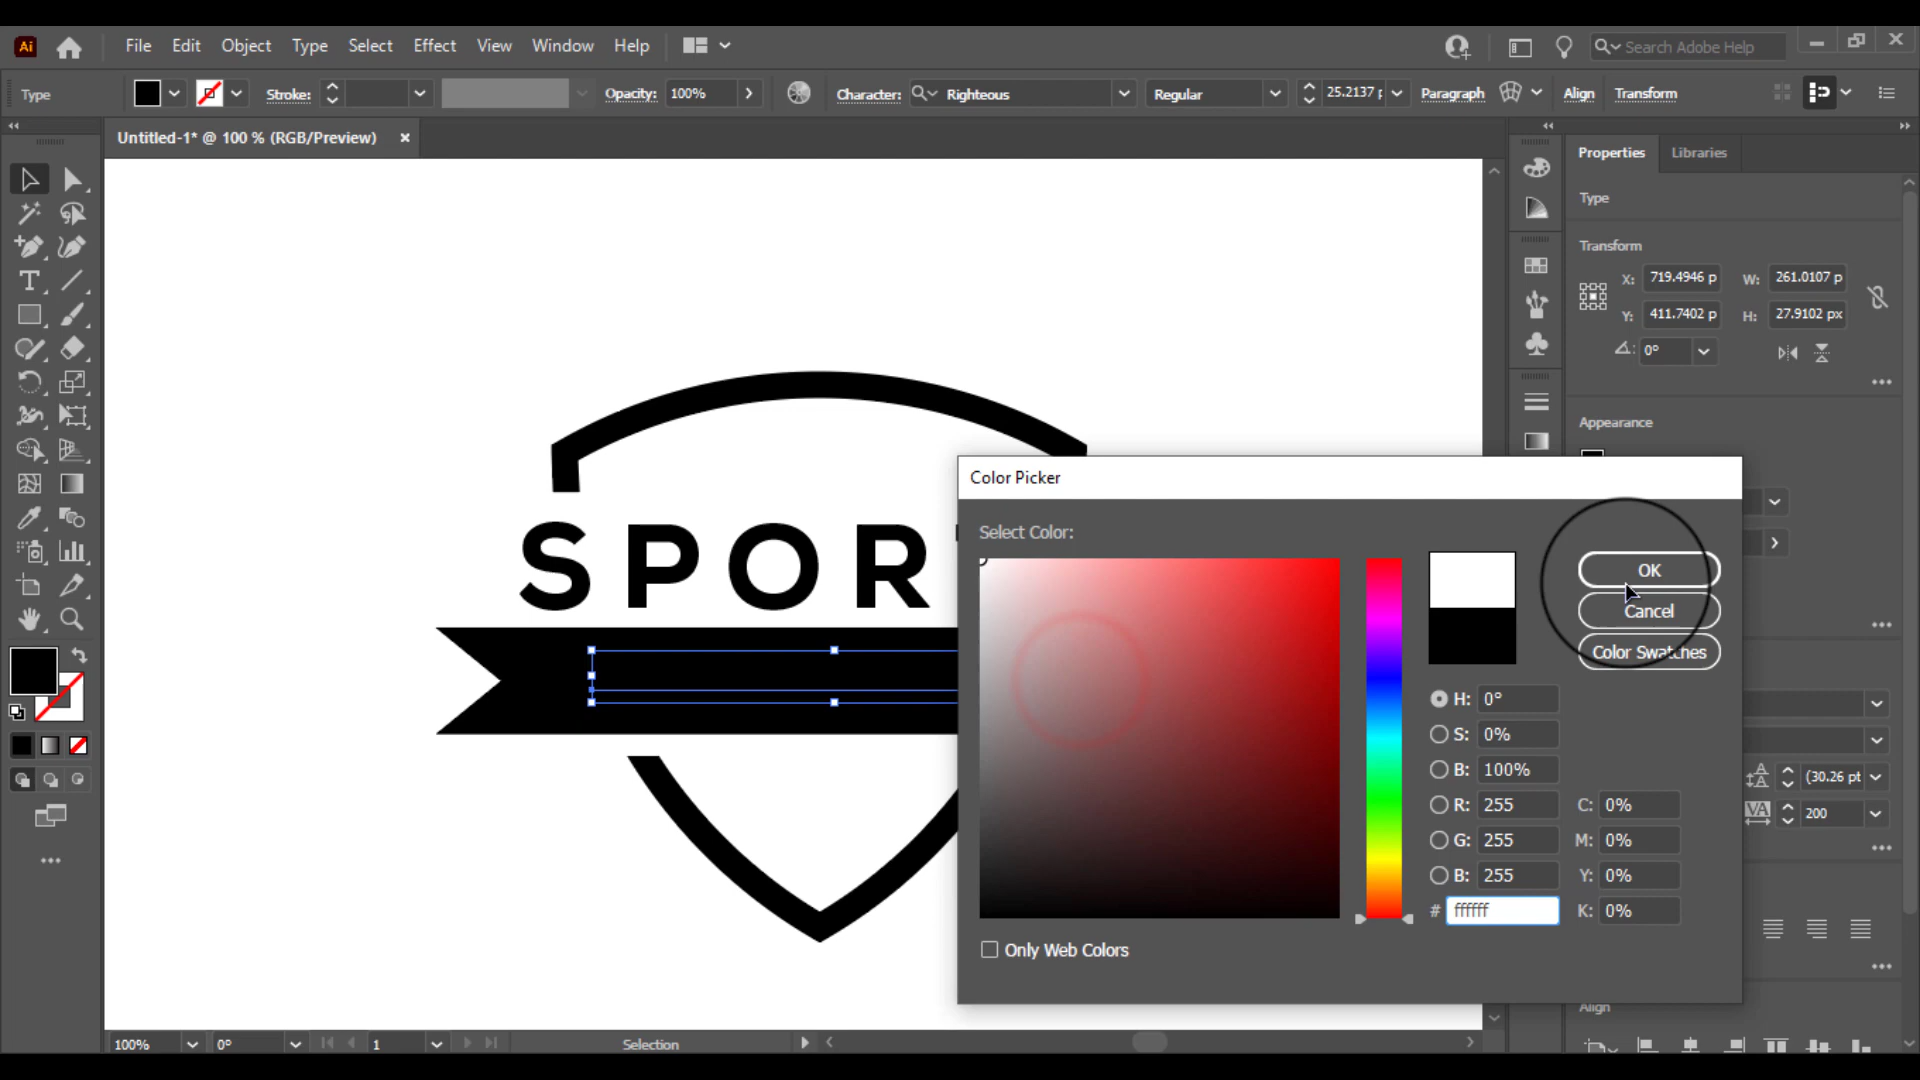 Ai File Edit Object Type Select Effect View Window Help Search Adobe Help
Type Stroke: Opacity: 100% Character: Righteous Regular 25.2137 p Paragraph Align Transform
Untitled-1* @ 100 % (RGB/Preview) ×
Properties Libraries
Type
Transform
X: 719.4946 p W: 261.0107 p
Y: 411.7402 p H: 27.9102 px
0°
Appearance
Color Picker
Select Color:
OK
Cancel
Color Swatches
SPOR
H: 0°
S: 0%
B: 100%
R: 255 C: 0%
G: 255 M: 0%
B: 255 Y: 0%
# ffffff K: 0%
Only Web Colors
(30.26 pt
VA 200
Align
100% 0° 1 Selection